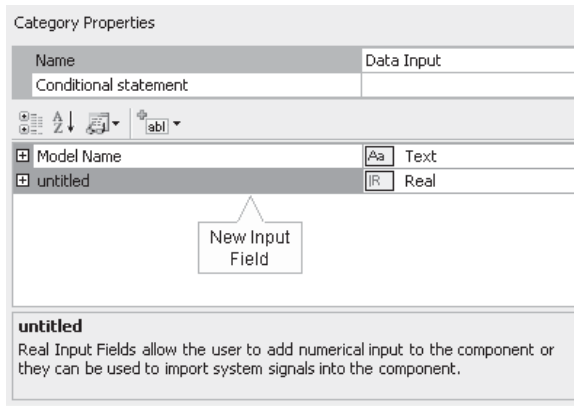 Category Properties
Name Data Input
Conditional statement
A Z abl
Model Name Aa Text
untitled IR Real
New Input
Field
untitled
Real Input Fields allow the user to add numerical input to the component or
they can be used to import system signals into the component.